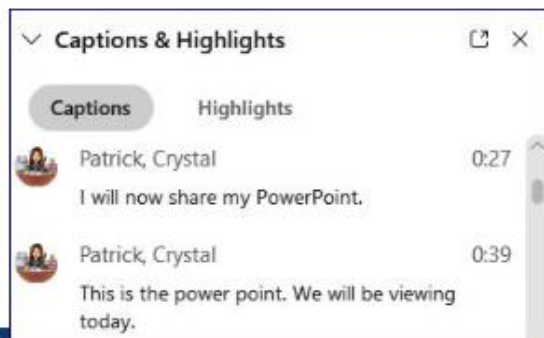 Captions & Highlights
Captions Highlights
Patrick, Crystal 0:27
I will now share my PowerPoint.
Patrick, Crystal 0:39
This is the power point. We will be viewing
today.